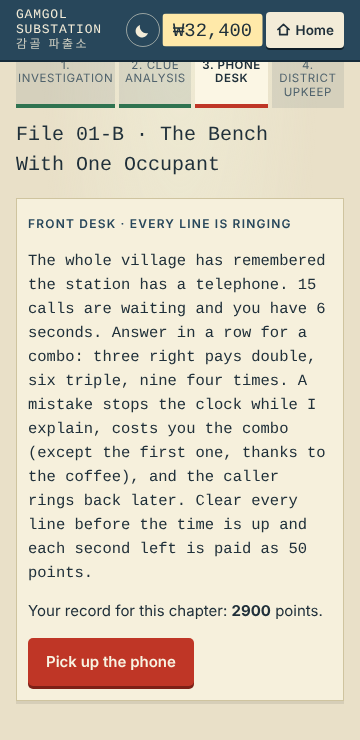 GAMGOL
SUBSTATION
감골 파출소
₩32,400
Home
1.
INVESTIGATION
2. CLUE
ANALYSIS
3. PHONE
DESK
4.
DISTRICT
UPKEEP
File 01-B · The Bench
With One Occupant
FRONT DESK · EVERY LINE IS RINGING
The whole village has remembered
the station has a telephone. 15
calls are waiting and you have 6
seconds. Answer in a row for a
combo: three right pays double,
six triple, nine four times. A
mistake stops the clock while I
explain, costs you the combo
(except the first one, thanks to
the coffee), and the caller
rings back later. Clear every
line before the time is up and
each second left is paid as 50
points.
Your record for this chapter: 2900 points.
Pick up the phone